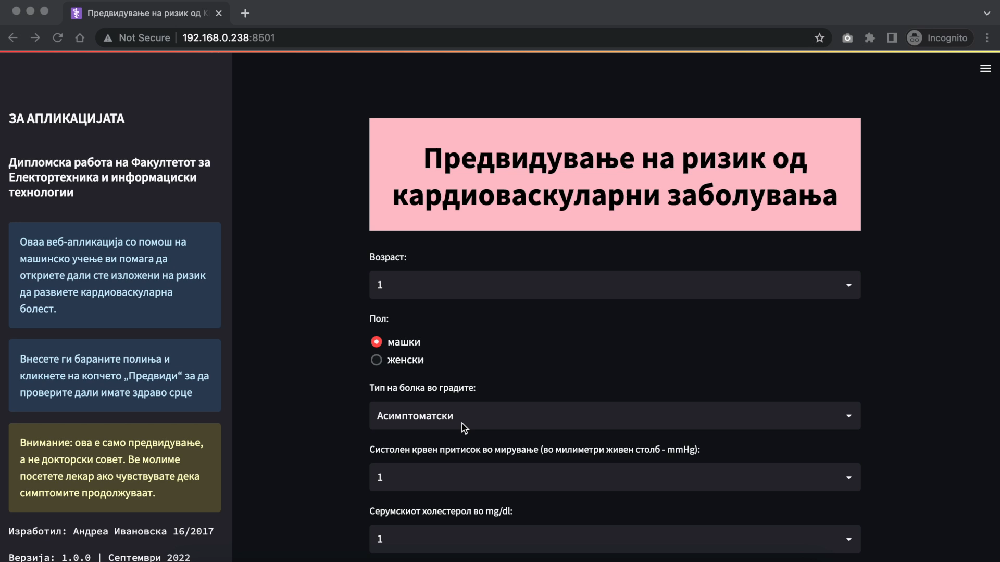 Предвидување на ризик од К
Not Secure
192.168.0.238:8501
Incognito
ЗА АПЛИКАЦИЈАТА
Дипломска работа на Факултетот за
Електортехника и информациски
технологии
Оваа веб-апликација со помош на
машинско учење ви помага да
откриете дали сте изложени на ризик
да развиете кардиоваскуларна
болест.
Внесете ги бараните полиња и
кликнете на копчето „Предвиди“ за да
проверите дали имате здраво срце
Внимание: ова е само предвидување,
а не докторски совет. Ве молиме
посетете лекар ако чувствувате дека
симптомите продолжуваат.
Изработил: Андреа Ивановска 16/2017
Верзија: 1.0.0 | Септември 2022
Предвидување на ризик од
кардиоваскуларни заболувања
Возраст:
1
Пол:
машки
женски
Тип на болка во градите:
Асимптоматски
Систолен крвен притисок во мирување (во милиметри живен столб - mmHg):
1
Серумскиот холестерол во mg/dl:
1